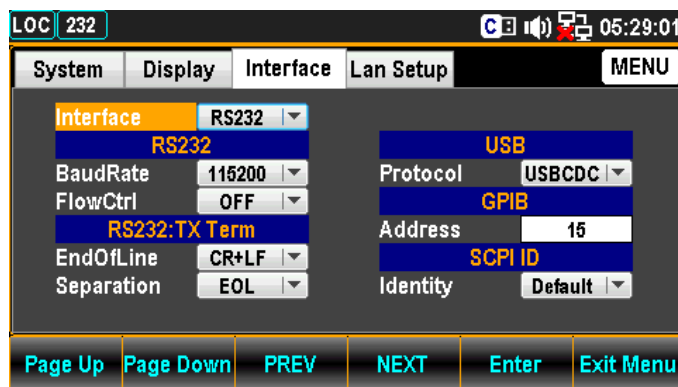 LOC 232 C 05:29:01
System Display Interface Lan Setup MENU
Interface RS232
RS232
BaudRate 115200
FlowCtrl OFF
RS232:TX Term
EndOfLine CR+LF
Separation EOL
USB
Protocol USBCDC
GPIB
Address 15
SCPI ID
Identity Default
Page Up Page Down PREV NEXT Enter Exit Menu